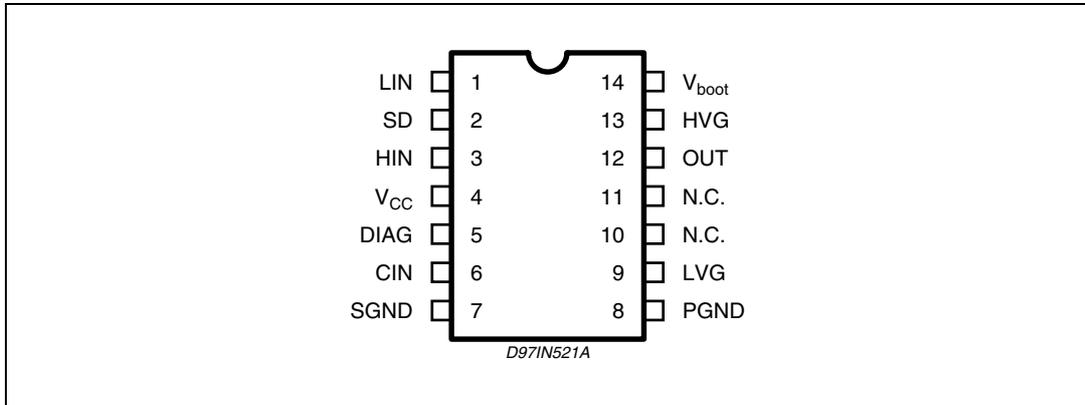 LIN 1 14 Vboot
SD 2 13 HVG
HIN 3 12 OUT
VCC 4 11 N.C.
DIAG 5 10 N.C.
CIN 6 9 LVG
SGND 7 8 PGND
D97IN521A